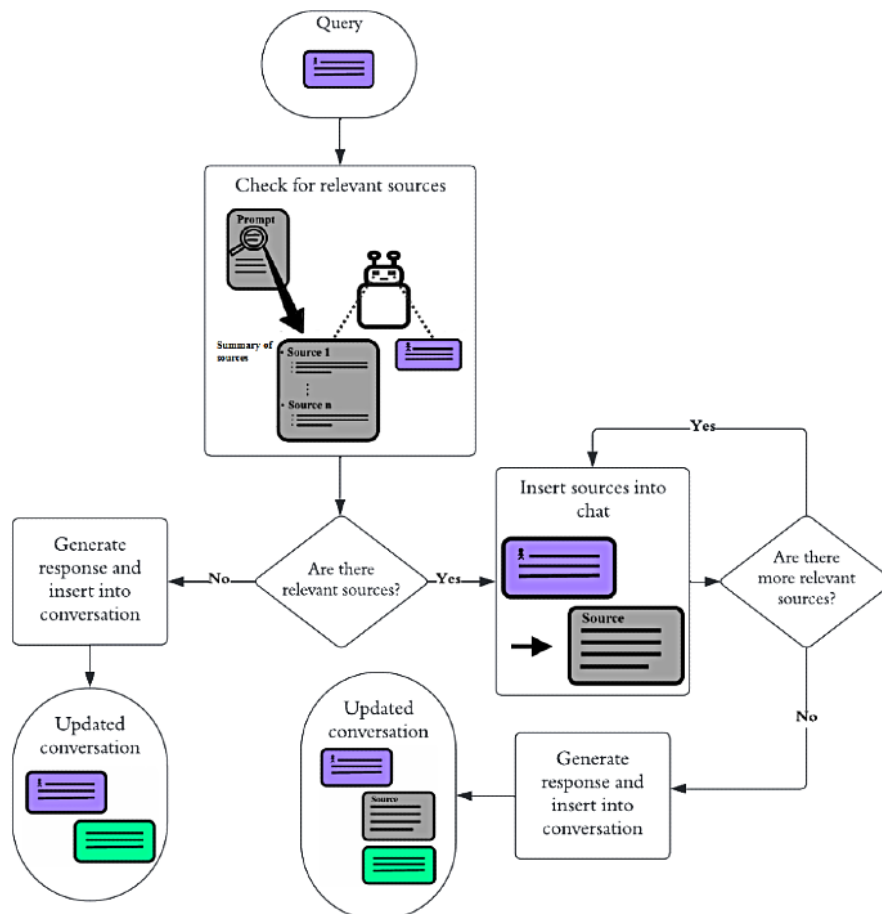 Query
Check for relevant sources
Prompt
Summary of
sources
• Source 1
• Source n
Yes
Insert sources into
chat
Generate
response and
insert into
conversation
No
Are there
relevant sources?
Yes
Are there
more relevant
sources?
Source
Updated
conversation
Updated
conversation
No
Generate
response and
insert into
conversation
Source